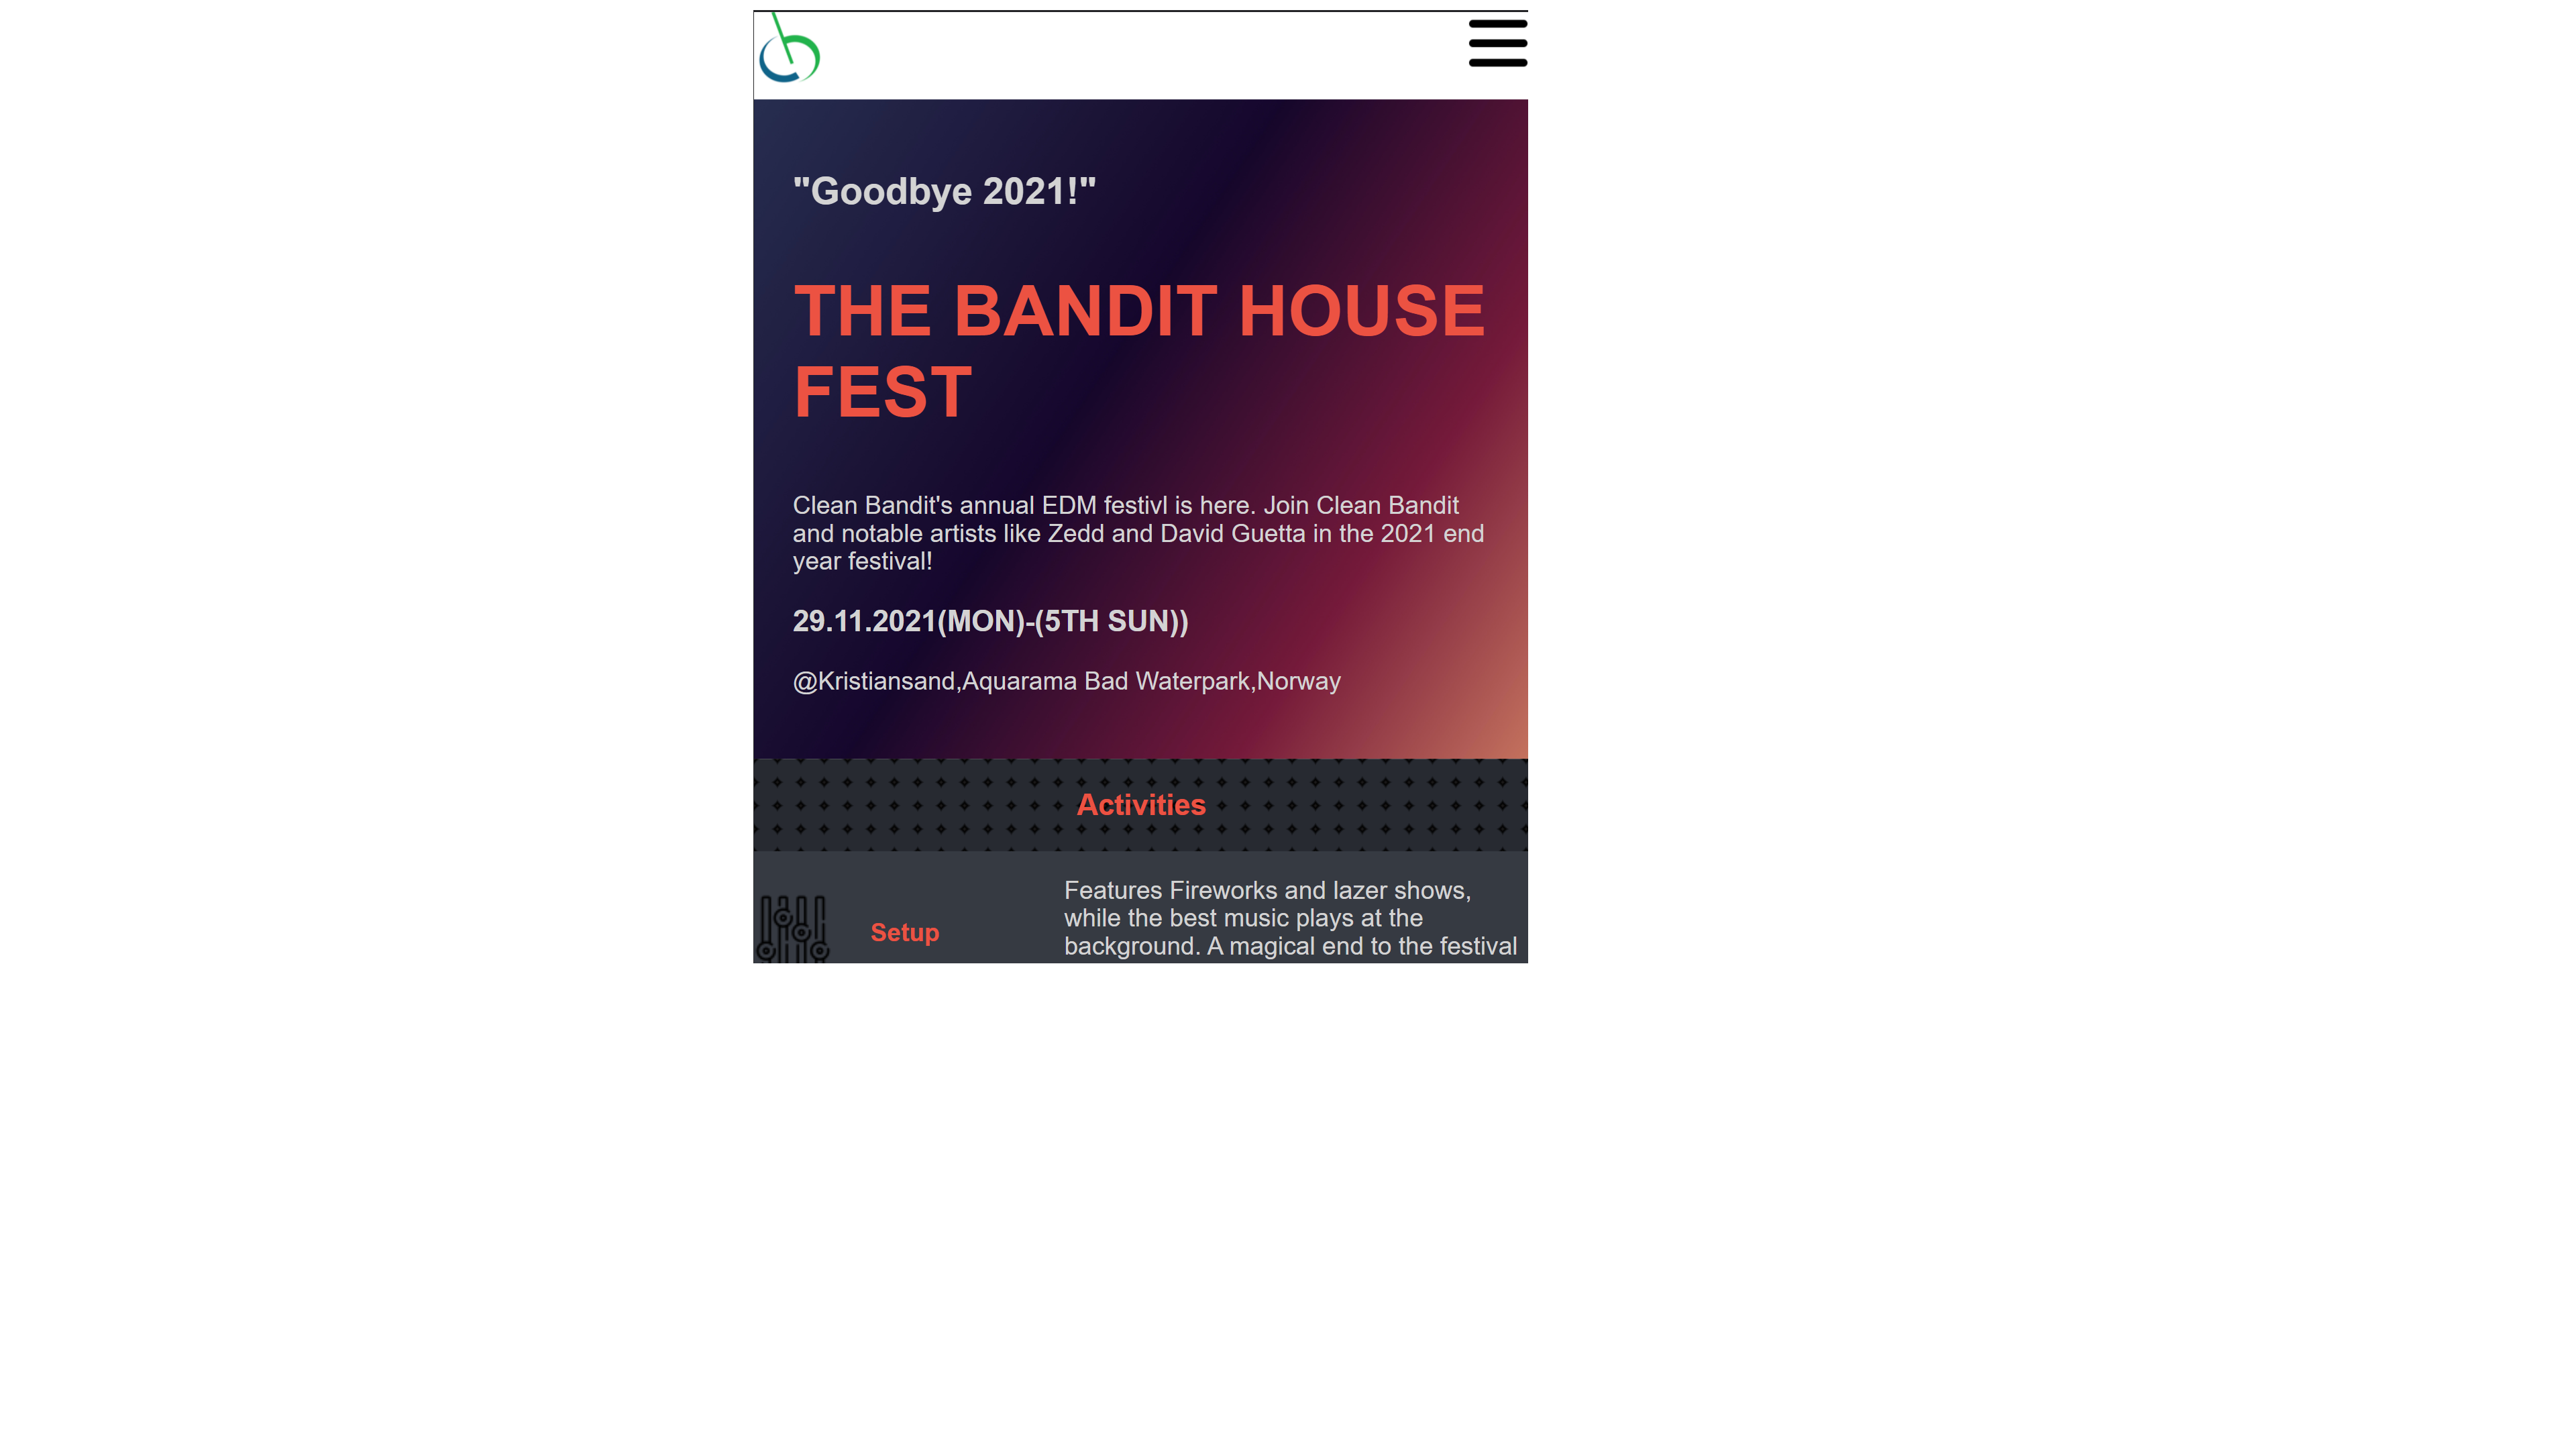 "Goodbye 2021!"
THE BANDIT HOUSE
FEST
Clean Bandit's annual EDM festivl is here. Join Clean Bandit
and notable artists like Zedd and David Guetta in the 2021 end
year festival!
29.11.2021(MON)-(5TH SUN))
@Kristiansand,Aquarama Bad Waterpark,Norway
Activities
Setup
Features Fireworks and lazer shows,
while the best music plays at the
background. A magical end to the festival